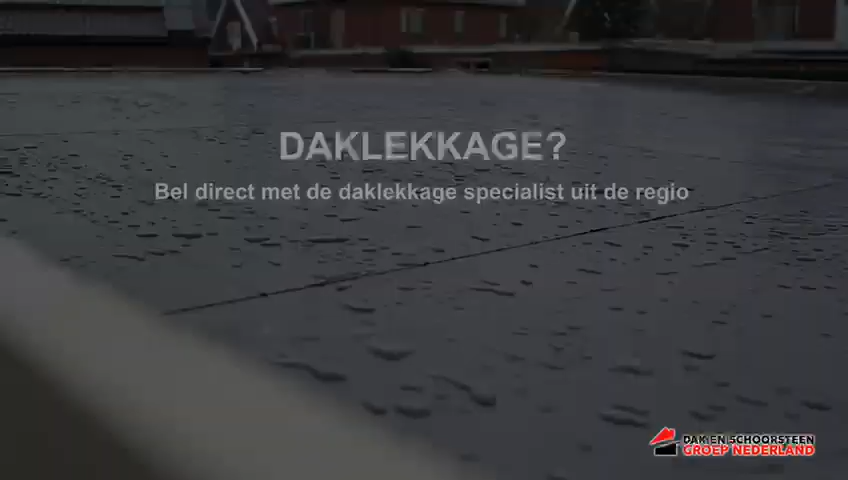 DAKLEKKAGE?
Bel direct met de daklekkage specialist uit de regio
DAK EN SCHOORSTEEN
GROEP NEDERLAND